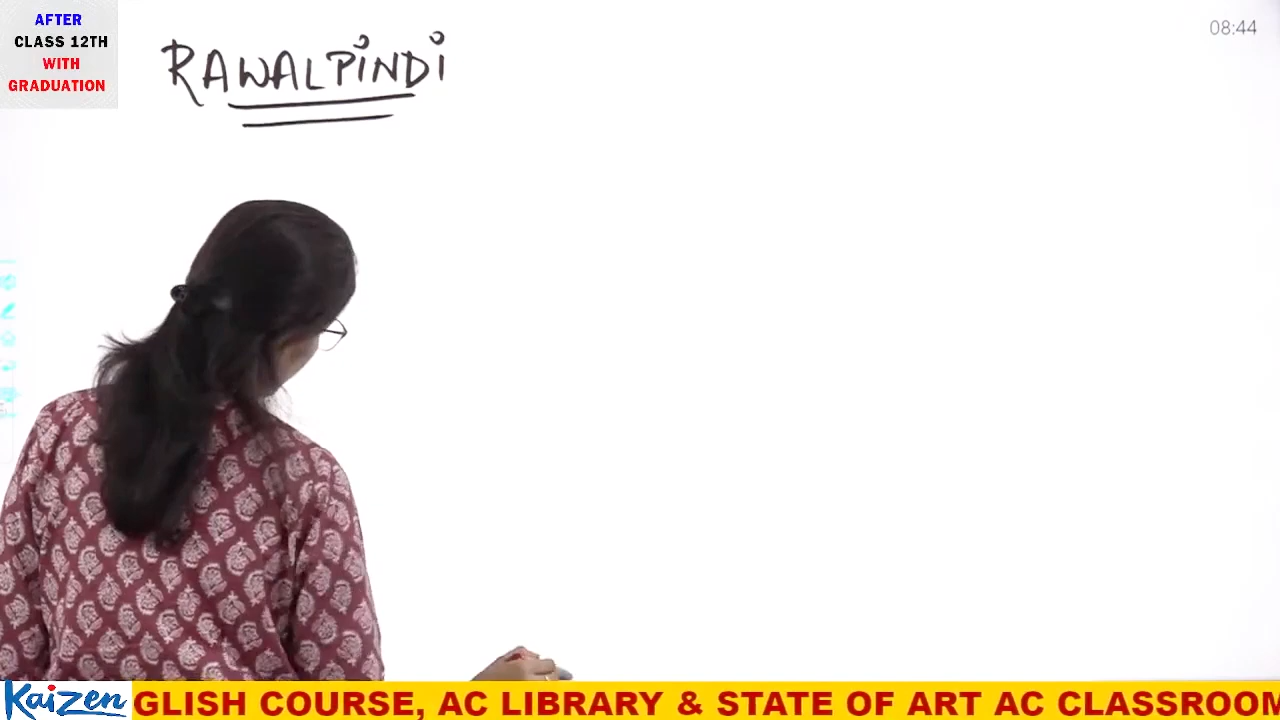 AFTER
CLASS 12TH
WITH
GRADUATION
RAWALPiNDi
08:44
Kaizen
GLISH COURSE, AC LIBRARY & STATE OF ART AC CLASSROOM